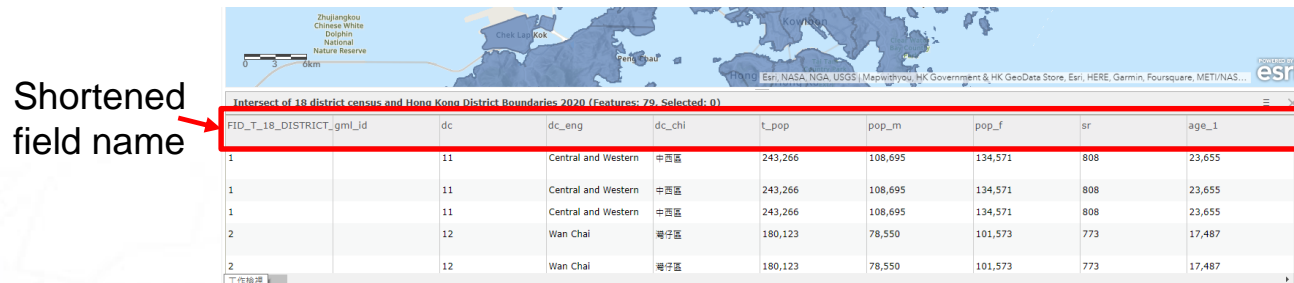 Zhujiangkou
Chinese White
Dolphin
National
Nature Reserve
Chek Lap Kok
Kowloon
Peng Chau
Hong
0 3 6km
Esri, NASA, NGA, USGS | Mapwithyou, HK Government & HK GeoData Store, Esri, HERE, Garmin, Foursquare, METI/NAS...
POWERED BY
esri
Shortened
field name
Intersect of 18 district census and Hong Kong District Boundaries 2020 (Features: 79, Selected: 0)
FID_T_18_DISTRICT_ gml_id dc dc_eng dc_chi t_pop pop_m pop_f sr age_1
1 11 Central and Western 中西區 243,266 108,695 134,571 808 23,655
1 11 Central and Western 中西區 243,266 108,695 134,571 808 23,655
1 11 Central and Western 中西區 243,266 108,695 134,571 808 23,655
2 12 Wan Chai 灣仔區 180,123 78,550 101,573 773 17,487
2 12 Wan Chai 灣仔區 180,123 78,550 101,573 773 17,487
工作檢視